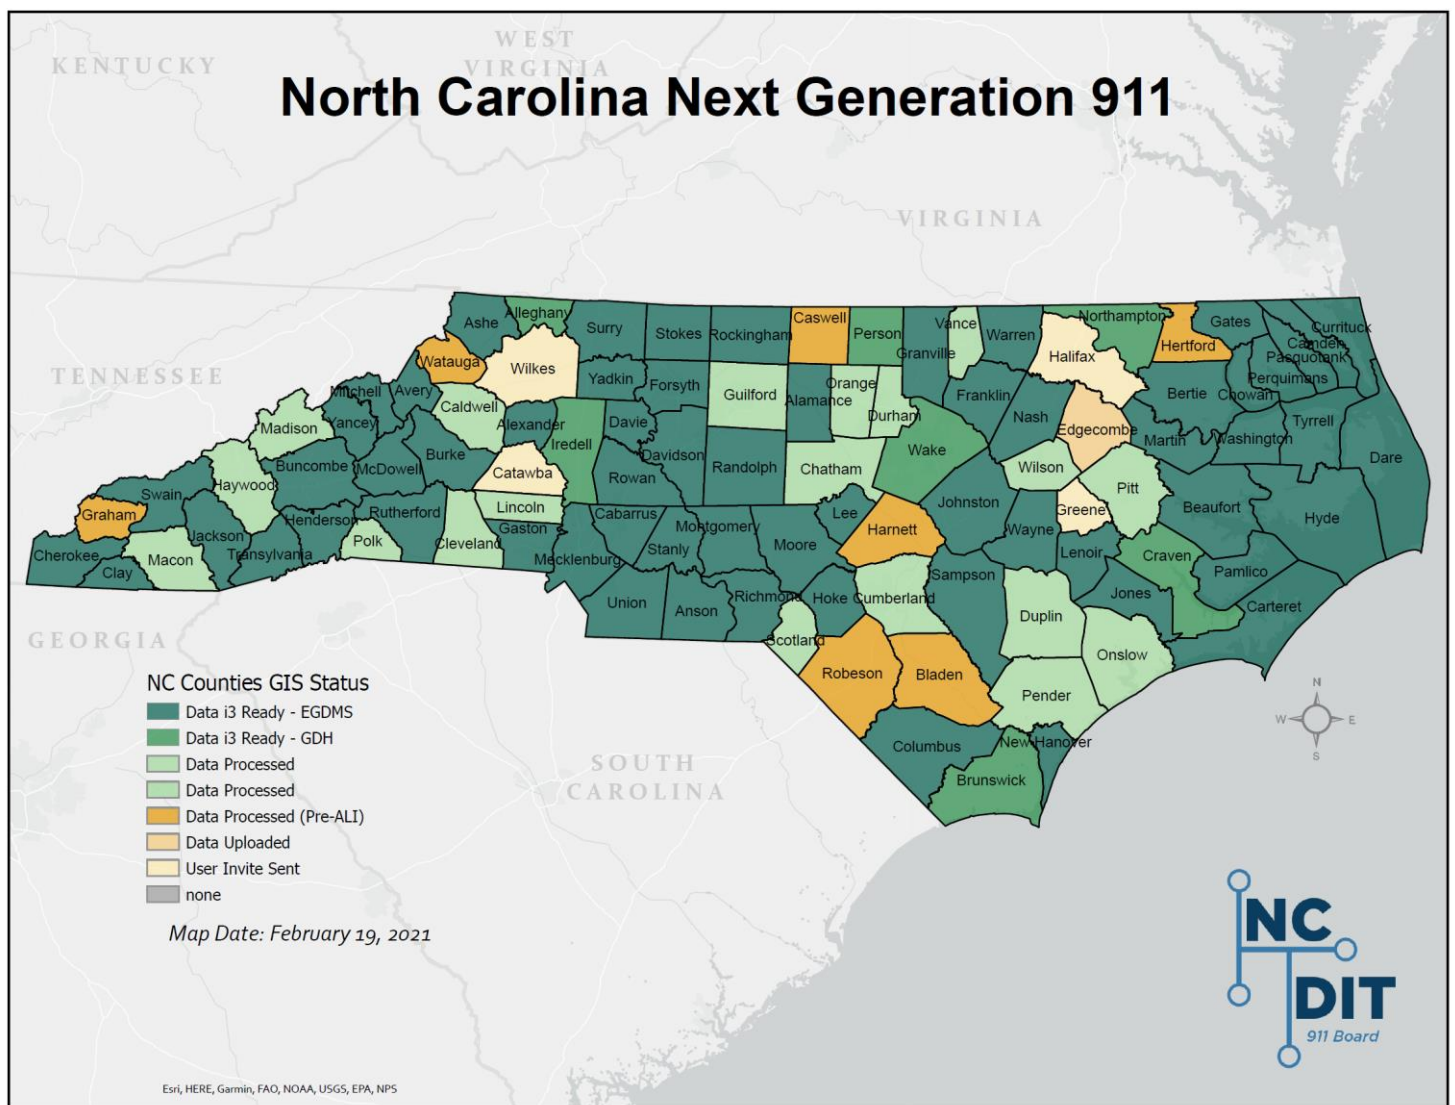 WEST
VIRGINIA
KENTUCKY
North Carolina Next Generation 911
VIRGINIA
TENNESSEE
Ashe
Alleghany
Surry
Stokes
Rockingham
Caswell
Person
Granville
Vance
Warren
Northampton
Halifax
Hertford
Gates
Currituck
Camden
Pasquotank
Perquimans
Chowan
Bertie
Watauga
Wilkes
Yadkin
Forsyth
Guilford
Alamance
Orange
Durham
Franklin
Nash
Edgecombe
Martin
Washington
Tyrrell
Dare
Mitchell
Avery
Caldwell
Alexander
Iredell
Davie
Davidson
Randolph
Chatham
Wake
Wilson
Pitt
Beaufort
Hyde
Madison
Yancey
Buncombe
McDowell
Burke
Catawba
Rowan
Haywood
Swain
Graham
Cherokee
Clay
Macon
Jackson
Transylvania
Henderson
Polk
Rutherford
Cleveland
Lincoln
Gaston
Mecklenburg
Cabarrus
Stanly
Montgomery
Moore
Lee
Harnett
Johnston
Wayne
Greene
Lenoir
Craven
Pamlico
Carteret
Jones
Union
Anson
Richmond
Hoke
Cumberland
Sampson
Duplin
Onslow
Scotland
Robeson
Bladen
Pender
Columbus
New Hanover
Brunswick
GEORGIA
SOUTH
CAROLINA
NC Counties GIS Status
Data i3 Ready - EGDMS
Data i3 Ready - GDH
Data Processed
Data Processed
Data Processed (Pre-ALI)
Data Uploaded
User Invite Sent
none
Map Date: February 19, 2021
N
W
E
S
NC
DIT
911 Board
Esri, HERE, Garmin, FAO, NOAA, USGS, EPA, NPS